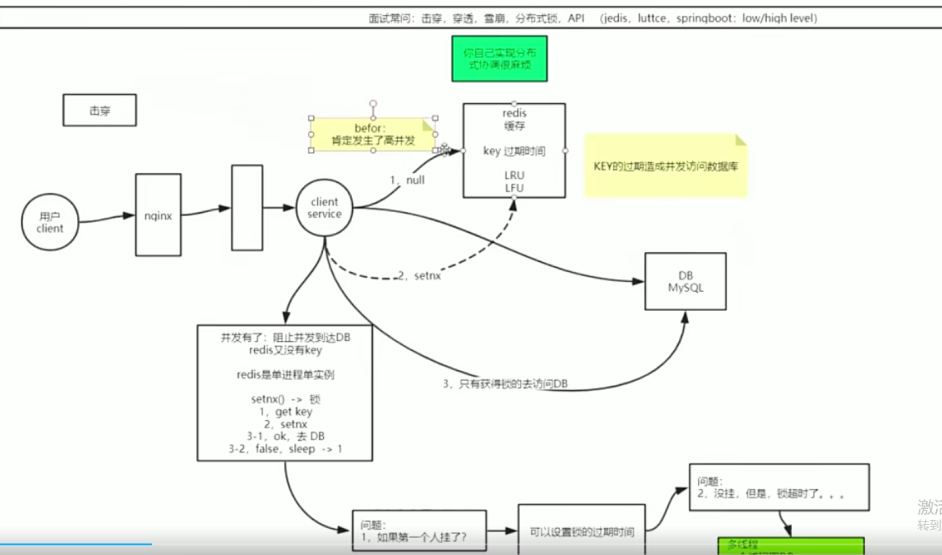 面试常问：击穿，穿透，雪崩，分布式锁，API （jedis，luttce，springboot：low/high level）
你自己实现分布
式协调很麻烦
击穿
befor：
肯定发生了高并发
redis
缓存
key 过期时间
LRU
LFU
KEY的过期造成并发访问数据库
1，null
用户
client
nginx
client
service
2，setnx
DB
MySQL
并发有了：阻止并发到达DB
redis又没有key
redis是单进程单实例
setnx() -> 锁
1，get key
2，setnx
3-1，ok，去 DB
3-2，false，sleep -> 1
3，只有获得锁的去访问DB
问题：
1，如果第一个人挂了？
可以设置锁的过期时间
问题：
2，没挂，但是，锁超时了。。。
多线程
激活
转到